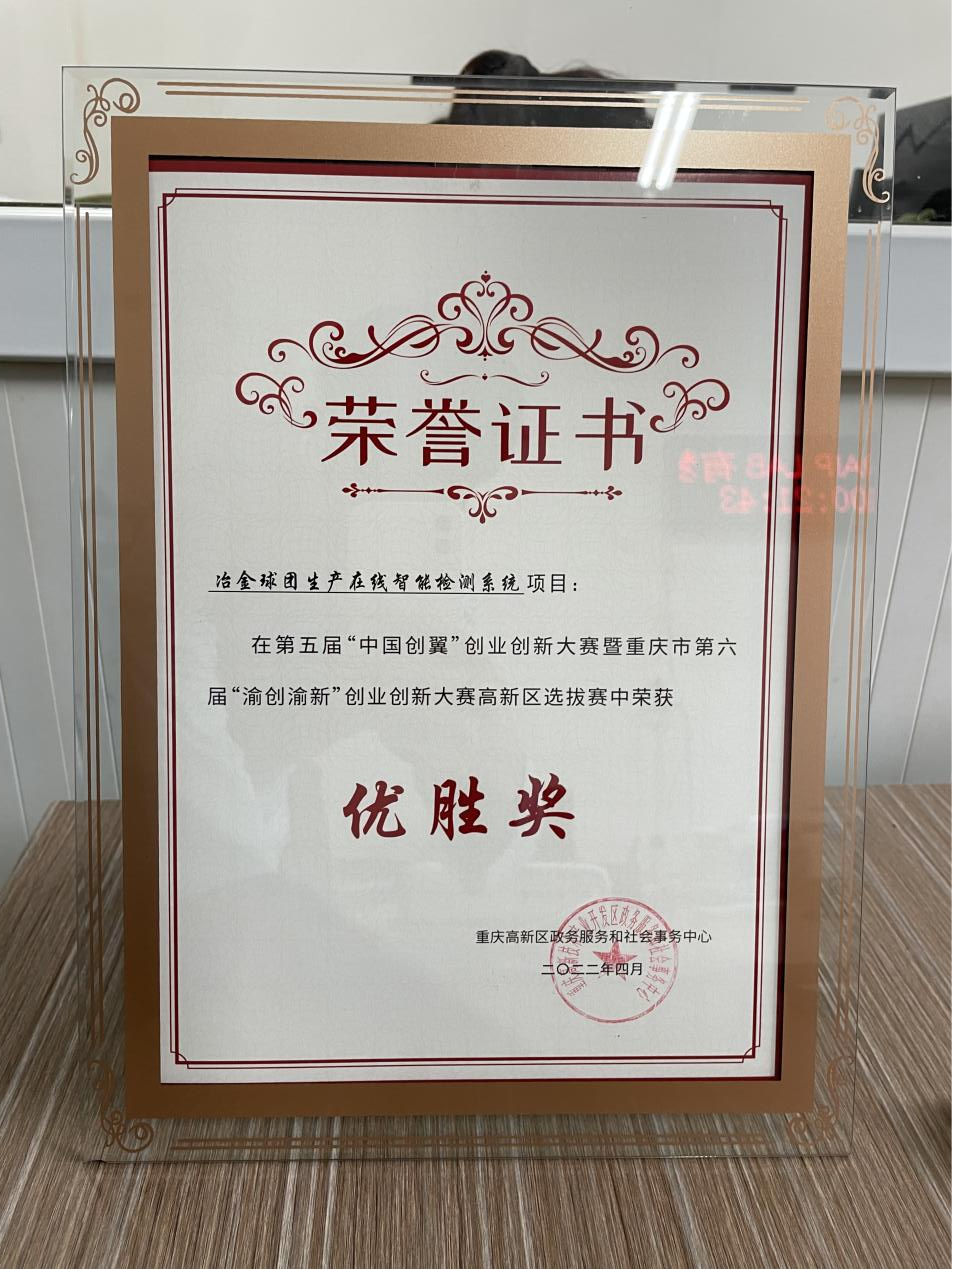 荣誉证书
冶金球团生产在线智能检测系统项目：
在第五届“中国创翼”创业创新大赛暨重庆市第六
届“渝创渝新”创业创新大赛高新区选拔赛中荣获
优胜奖
重庆高新区政务服务和社会事务中心
二〇二二年四月